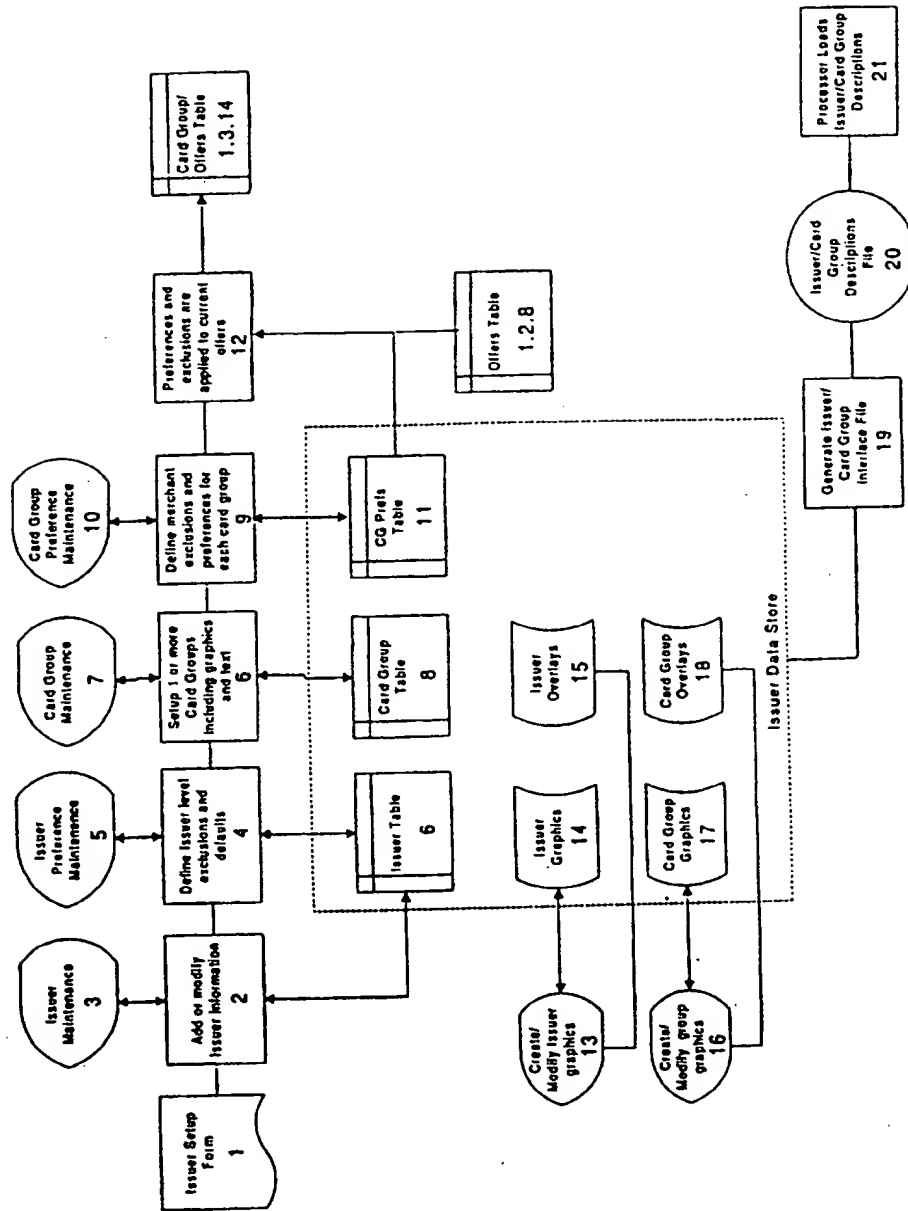 Issuer Maintenance
3
Issuer
Preference
Maintenance
5
Card Group
Maintenance
7
Card Group
Preference
Maintenance
10
Issuer Setup
Form
1
Add or modify
Issuer Information
2
Define Issuer level
exclusions and
defaults
4
Setup 1 or more
Card Groups
including graphics
and text
6
Define merchant
exclusions and
preferences for
each card group
9
Preferences and
exclusions are
applied to current
offers
12
Card Group/
Offers Table
1.3.14
Issuer Table
6
Card Group
Table
8
CG Prefs
Table
11
Offers Table
1.2.8
Create/
Modify Issuer
graphics
13
Issuer
Graphics
14
Issuer
Overlays
15
Create/
Modify group
graphics
16
Card Group
Graphics
17
Card Group
Overlays
18
Issuer Data Store
Generate Issuer/
Card Group
Interface File
19
Issuer/Card
Group
Descriptions
File
20
Processor Loads
Issuer/Card Group
Descriptions
21